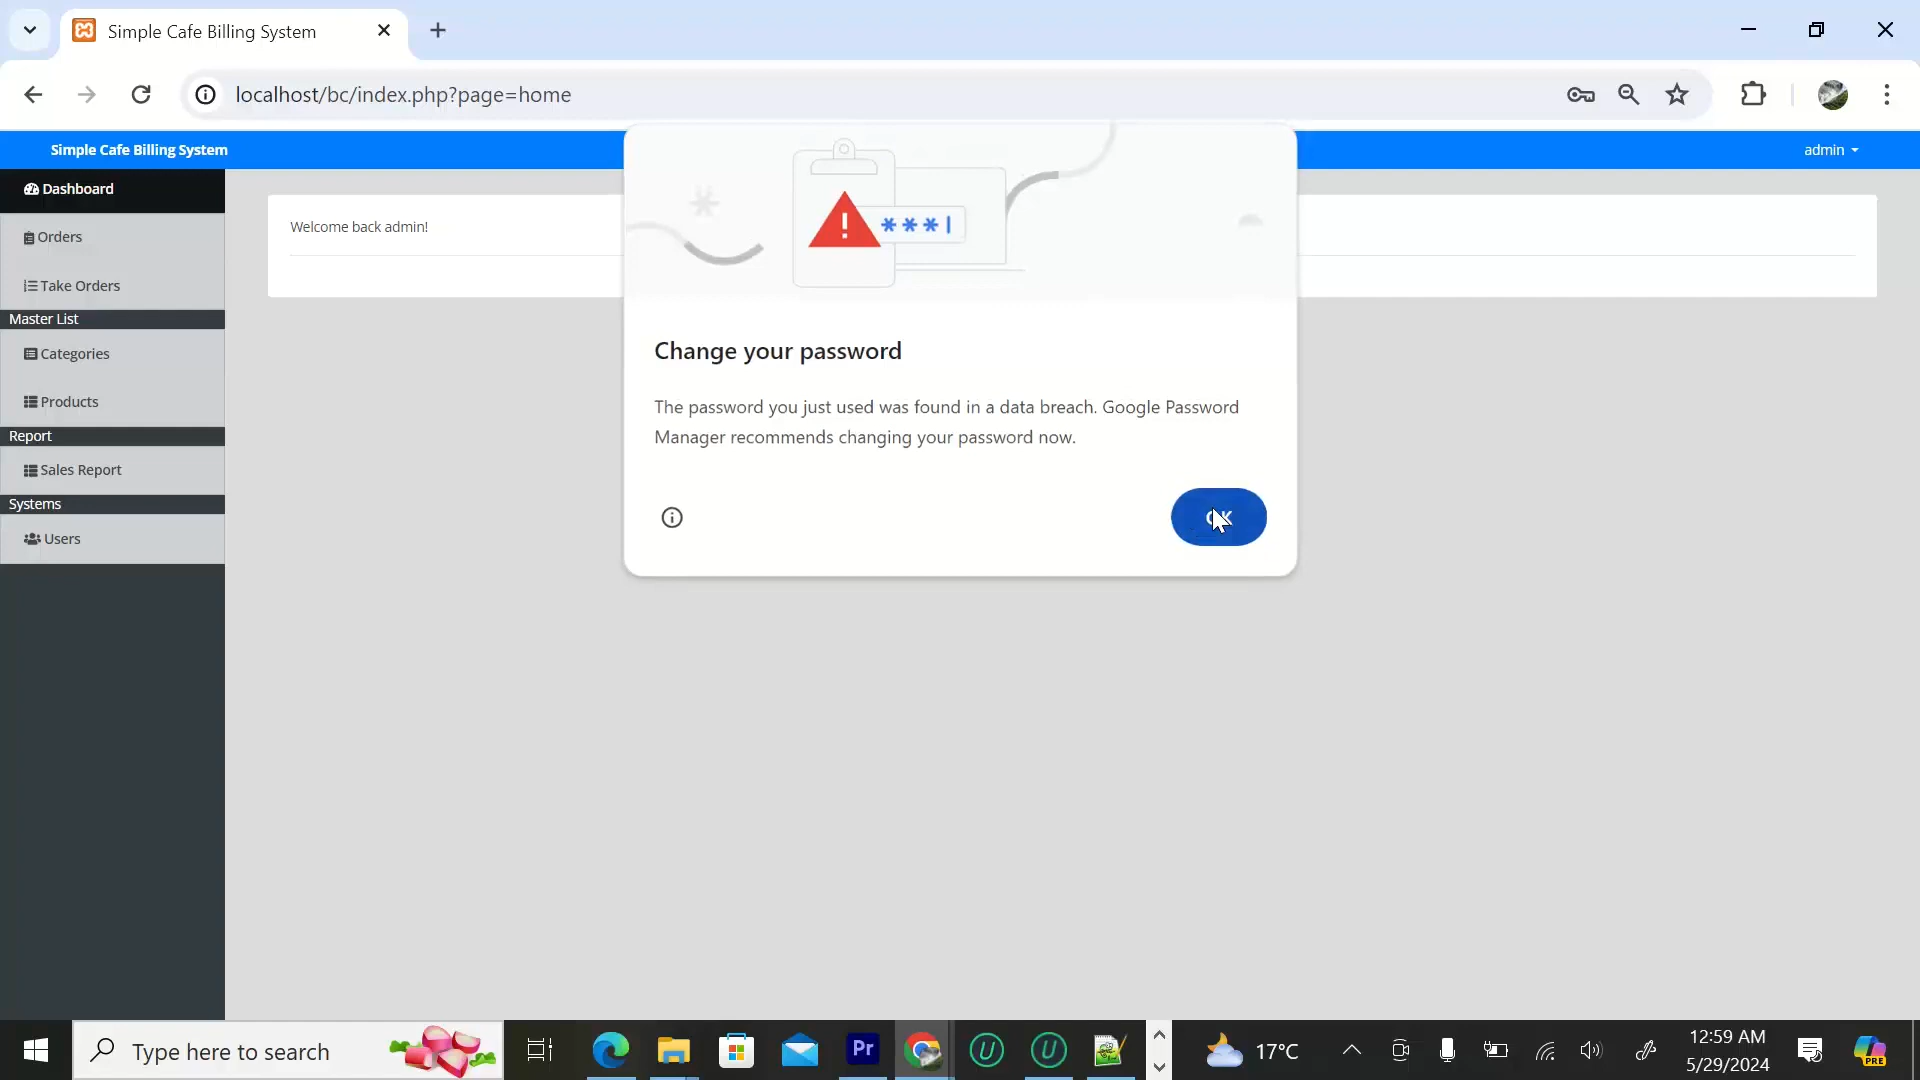 Simple Cafe Billing System
localhost/bc/index.php?page=home
Simple Cafe Billing System
admin
Dashboard
Welcome back admin!
Orders
Take Orders
Master List
Categories
Products
Report
Sales Report
Systems
Users
***
Change your password
The password you just used was found in a data breach. Google Password
Manager recommends changing your password now.
OK
Type here to search
Pr
17°C
12:59 AM
5/29/2024
PRE